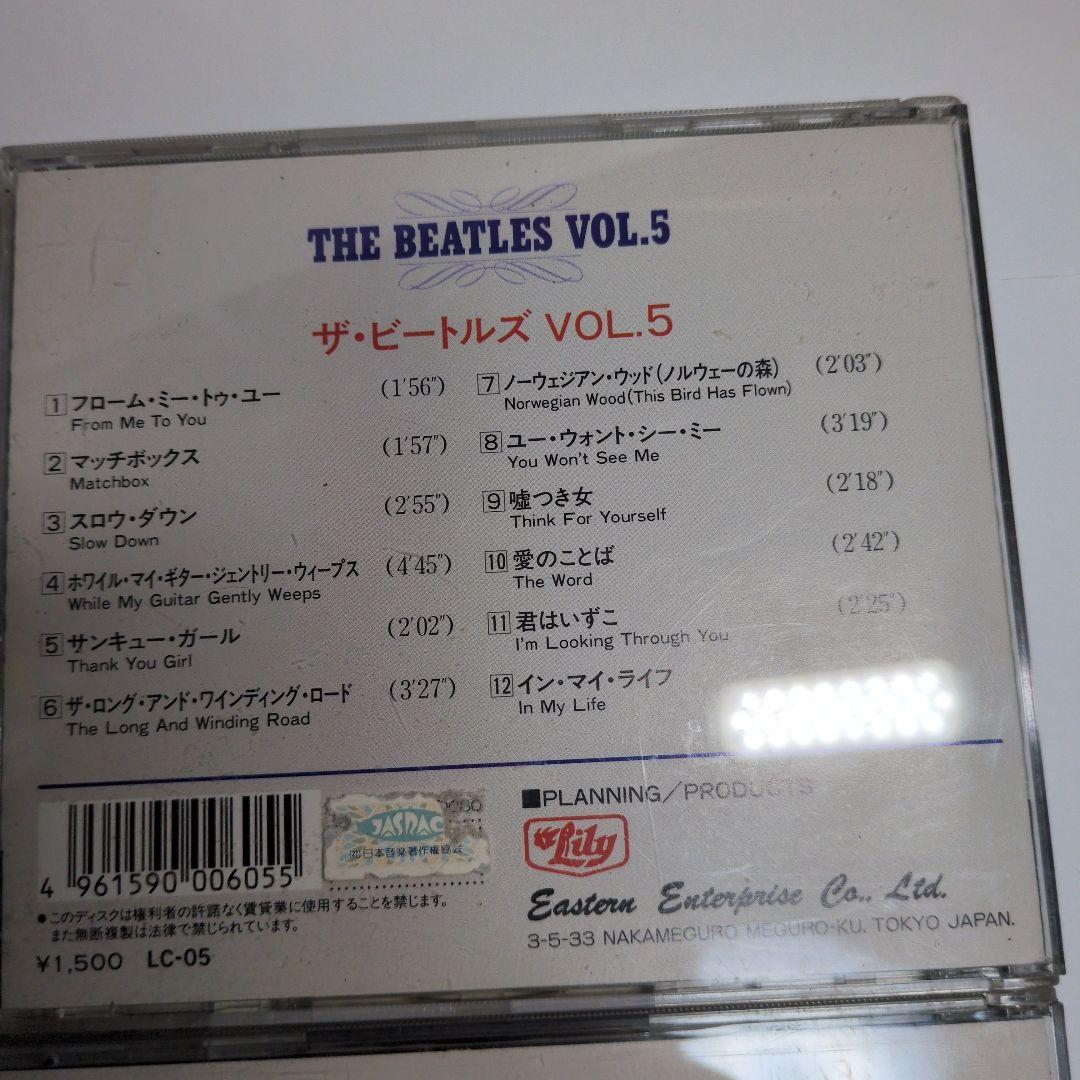 THE BEATLES VOL.5
ザ・ビートルズ VOL.5
1 フローム・ミー・トゥ・ユー (1'56")
From Me To You
2 マッチボックス (1'57")
Matchbox
3 スロウ・ダウン (2'55")
Slow Down
4 ホワイル・マイ・ギター・ジェントリー・ウィープス (4'45")
While My Guitar Gently Weeps
5 サンキュー・ガール (2'02")
Thank You Girl
6 ザ・ロング・アンド・ワインディング・ロード (3'27")
The Long And Winding Road
7 ノーウェジアン・ウッド(ノルウェーの森) (2'03")
Norwegian Wood(This Bird Has Flown)
8 ユー・ウォント・シー・ミー (3'19")
You Won't See Me
9 嘘つき女 (2'18")
Think For Yourself
10 愛のことば (2'42")
The Word
11 君はいずこ (2'25")
I'm Looking Through You
12 イン・マイ・ライフ
In My Life
4 961590 006055
JASRAC
日本音楽著作権協会
●このディスクは権利者の許諾なく賃貸業に使用することを禁じます。
また無断複製は法律で禁じられています。
¥1,500 LC-05
■PLANNING/PRODUCTS
Lily
Eastern Enterprise Co., Ltd.
3-5-33 NAKAMEGURO MEGURO-KU. TOKYO JAPAN.